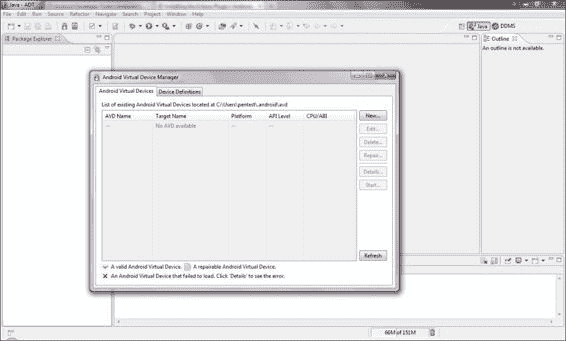 Java - ADT
File Edit Source Refactor Navigate Search Project Window Help
Java DDMS
Package Explorer
Outline
An outline is not available.
Android Virtual Device Manager
Android Virtual Devices Device Definitions
List of existing Android Virtual Devices located at C:\Users\pentest\.android\avd
AVD Name Target Name Platform API Level CPU/ABI
-- No AVD available -- --
New...
Edit...
Delete...
Repair...
Details...
Start...
Refresh
A valid Android Virtual Device. A repairable Android Virtual Device.
An Android Virtual Device that failed to load. Click 'Details' to see the error.
66M of 151M